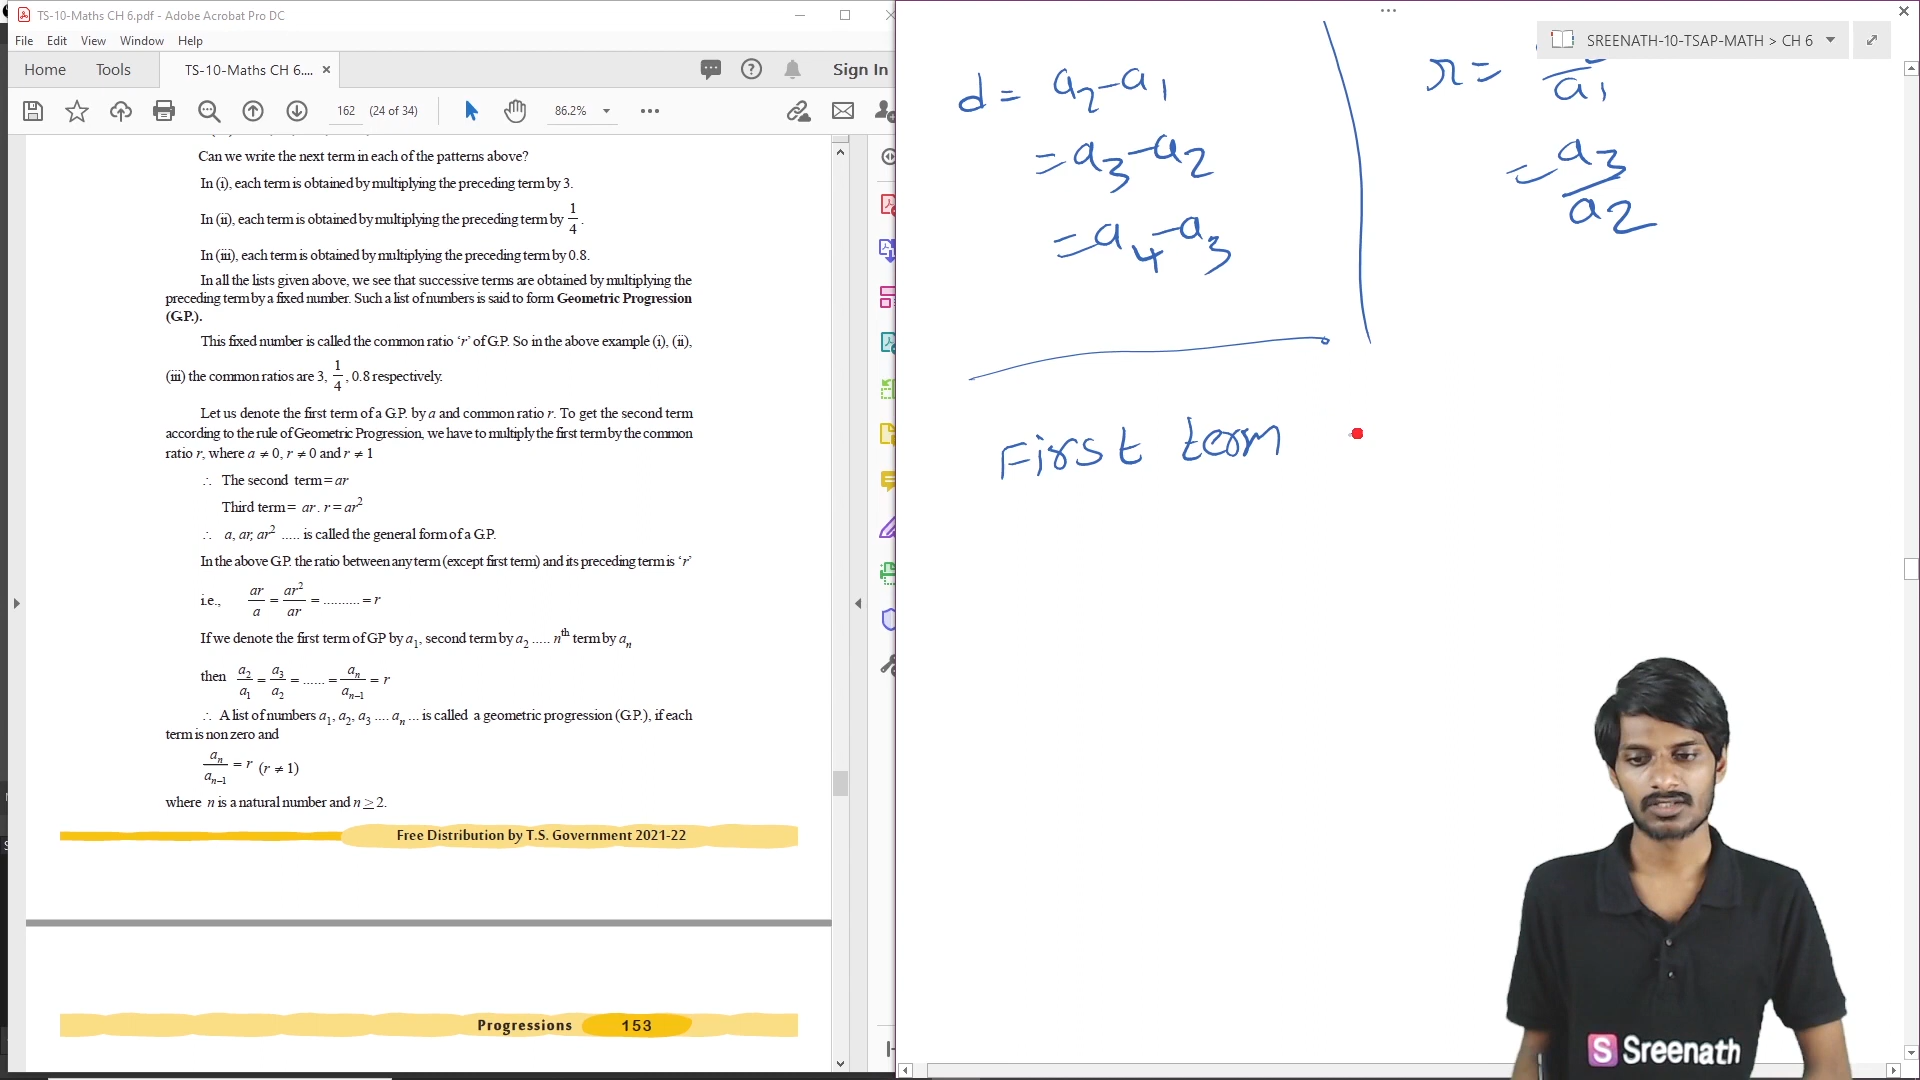 TS-10-Maths CH 6.pdf - Adobe Acrobat Pro DC
File Edit View Window Help
Home Tools TS-10-Maths CH 6.... × Sign In
162 (24 of 34) 86.2%
Can we write the next term in each of the patterns above?
In (i), each term is obtained by multiplying the preceding term by 3.
In (ii), each term is obtained by multiplying the preceding term by 1/4.
In (iii), each term is obtained by multiplying the preceding term by 0.8.
In all the lists given above, we see that successive terms are obtained by multiplying the
preceding term by a fixed number. Such a list of numbers is said to form Geometric Progression
(G.P.).
This fixed number is called the common ratio ‘r’ of G.P. So in the above example (i), (ii),
(iii) the common ratios are 3, 1/4, 0.8 respectively.
Let us denote the first term of a G.P. by a and common ratio r. To get the second term
according to the rule of Geometric Progression, we have to multiply the first term by the common
ratio r, where a ≠ 0, r ≠ 0 and r ≠ 1
∴ The second term = ar
Third term = ar . r = ar²
∴ a, ar, ar² ..... is called the general form of a G.P.
In the above G.P. the ratio between any term (except first term) and its preceding term is ‘r’
i.e., ar/a = ar²/ar = .......... = r
If we denote the first term of GP by a₁, second term by a₂ ..... nth term by aₙ
then a₂/a₁ = a₃/a₂ = ...... = aₙ/aₙ₋₁ = r
∴ A list of numbers a₁, a₂, a₃ .... aₙ ... is called a geometric progression (G.P.), if each
term is non zero and
aₙ/aₙ₋₁ = r (r ≠ 1)
where n is a natural number and n ≥ 2.
Free Distribution by T.S. Government 2021-22
Progressions 153
SREENATH-10-TSAP-MATH > CH 6
d = a₂-a₁
= a₃-a₂
= a₄-a₃
r =
a₁
= a₃/a₂
First term
S Sreenath